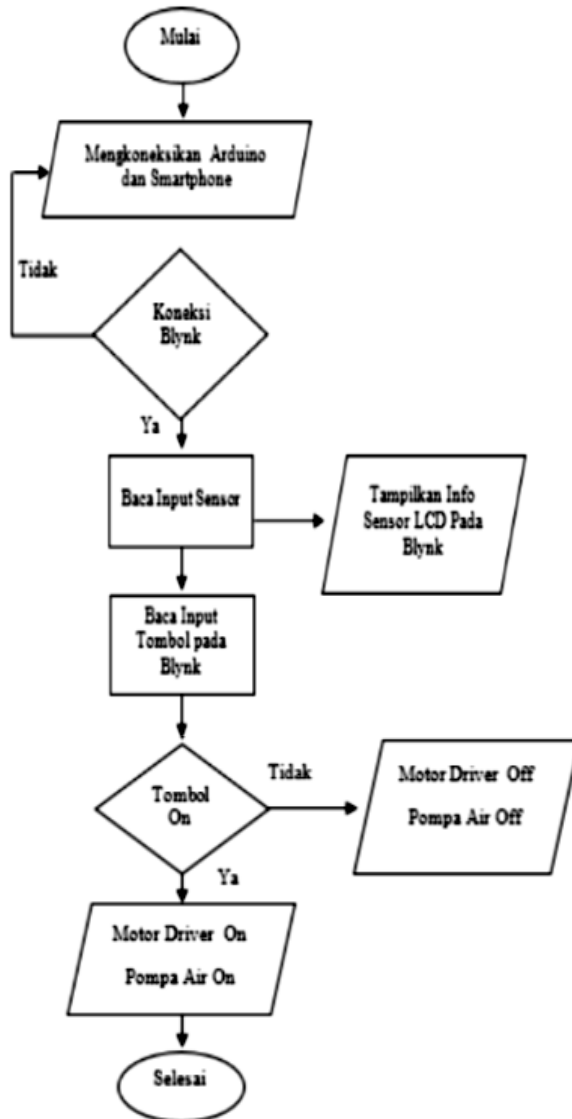 Mulai
Mengkoneksikan Arduino
dan Smartphone
Tidak
Koneksi
Blynk
Ya
Baca Input Sensor
Tampilkan Info
Sensor LCD Pada
Blynk
Baca Input
Tombol pada
Blynk
Tombol
On
Tidak
Motor Driver Off
Pompa Air Off
Ya
Motor Driver On
Pompa Air On
Selesai